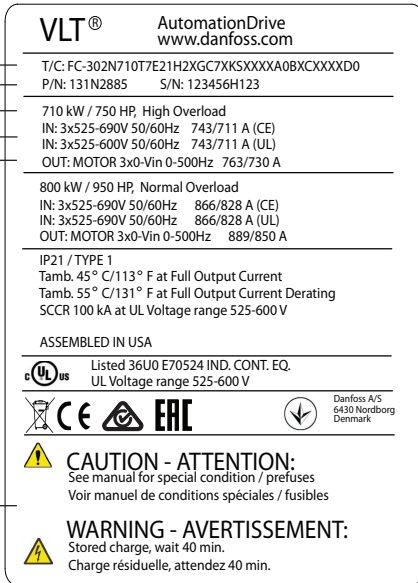 VLT® AutomationDrive
www.danfoss.com
T/C: FC-302N710T7E21H2XGC7XKSXXXXA0BXCXXXXD0
P/N: 131N2885 S/N: 123456H123
710 kW / 750 HP, High Overload
IN: 3x525-690V 50/60Hz 743/711 A (CE)
IN: 3x525-600V 50/60Hz 743/711 A (UL)
OUT: MOTOR 3x0-Vin 0-500Hz 763/730 A
800 kW / 950 HP, Normal Overload
IN: 3x525-690V 50/60Hz 866/828 A (CE)
IN: 3x525-690V 50/60Hz 866/828 A (UL)
OUT: MOTOR 3x0-Vin 0-500Hz 889/850 A
IP21 / TYPE 1
Tamb. 45° C/113° F at Full Output Current
Tamb. 55° C/131° F at Full Output Current Derating
SCCR 100 kA at UL Voltage range 525-600 V
ASSEMBLED IN USA
c UL us Listed 36U0 E70524 IND. CONT. EQ.
UL Voltage range 525-600 V
CE EAC
Danfoss A/S
6430 Nordborg
Denmark
CAUTION - ATTENTION:
See manual for special condition / prefuses
Voir manuel de conditions spéciales / fusibles
WARNING - AVERTISSEMENT:
Stored charge, wait 40 min.
Charge résiduelle, attendez 40 min.